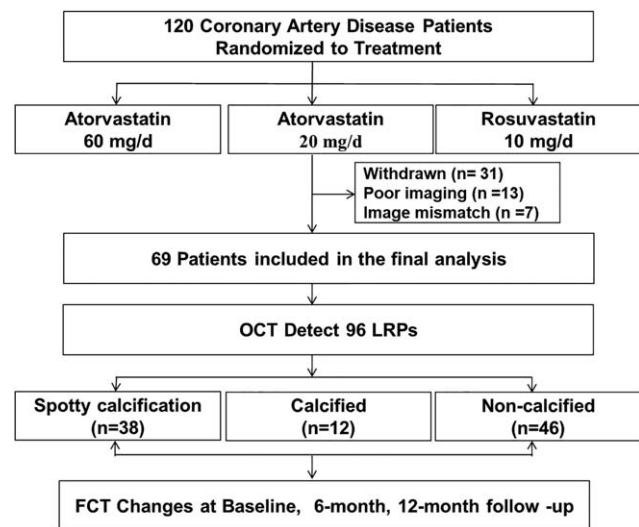 120 Coronary Artery Disease Patients
Randomized to Treatment
Atorvastatin
60 mg/d
Atorvastatin
20 mg/d
Rosuvastatin
10 mg/d
Withdrawn (n= 31)
Poor imaging (n =13)
Image mismatch (n =7)
69 Patients included in the final analysis
OCT Detect 96 LRPs
Spotty calcification
(n=38)
Calcified
(n=12)
Non-calcified
(n=46)
FCT Changes at Baseline, 6-month, 12-month follow -up